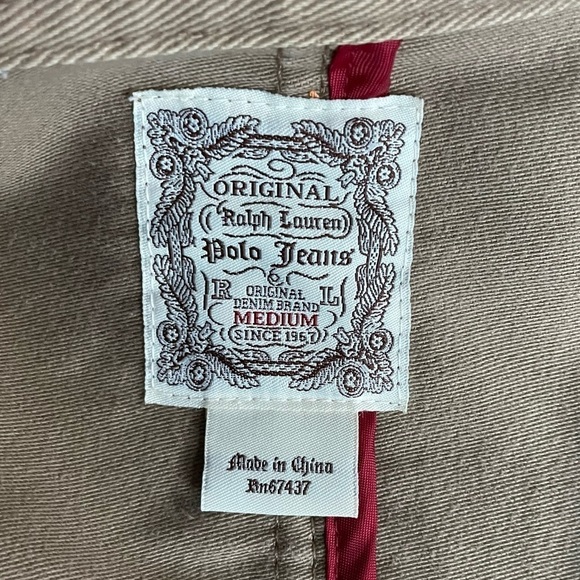 ORIGINAL
Ralph Lauren
Polo Jeans
R ORIGINAL L
DENIM BRAND
MEDIUM
SINCE 1967
Made in China
Rn67437